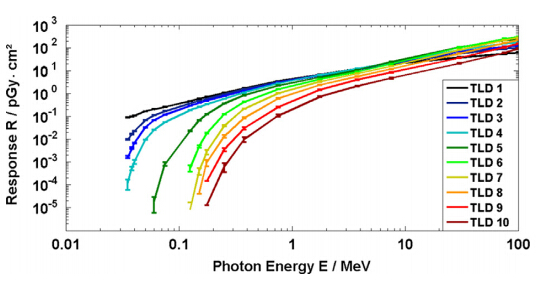 Response R / pGy· cm²
10³
10²
10¹
10⁰
10⁻¹
10⁻²
10⁻³
10⁻⁴
10⁻⁵
TLD 1
TLD 2
TLD 3
TLD 4
TLD 5
TLD 6
TLD 7
TLD 8
TLD 9
TLD 10
0.01 0.1 1 10 100
Photon Energy E / MeV